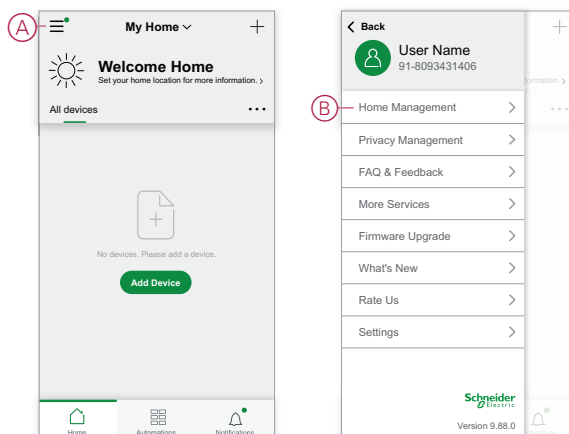 A
My Home
Welcome Home
Set your home location for more information.
All devices
No devices. Please add a device.
Add Device
Home
Automations
Notifications
Back
User Name
91-8093431406
B
Home Management
Privacy Management
FAQ & Feedback
More Services
Firmware Upgrade
What's New
Rate Us
Settings
Schneider
Electric
Version 9.88.0